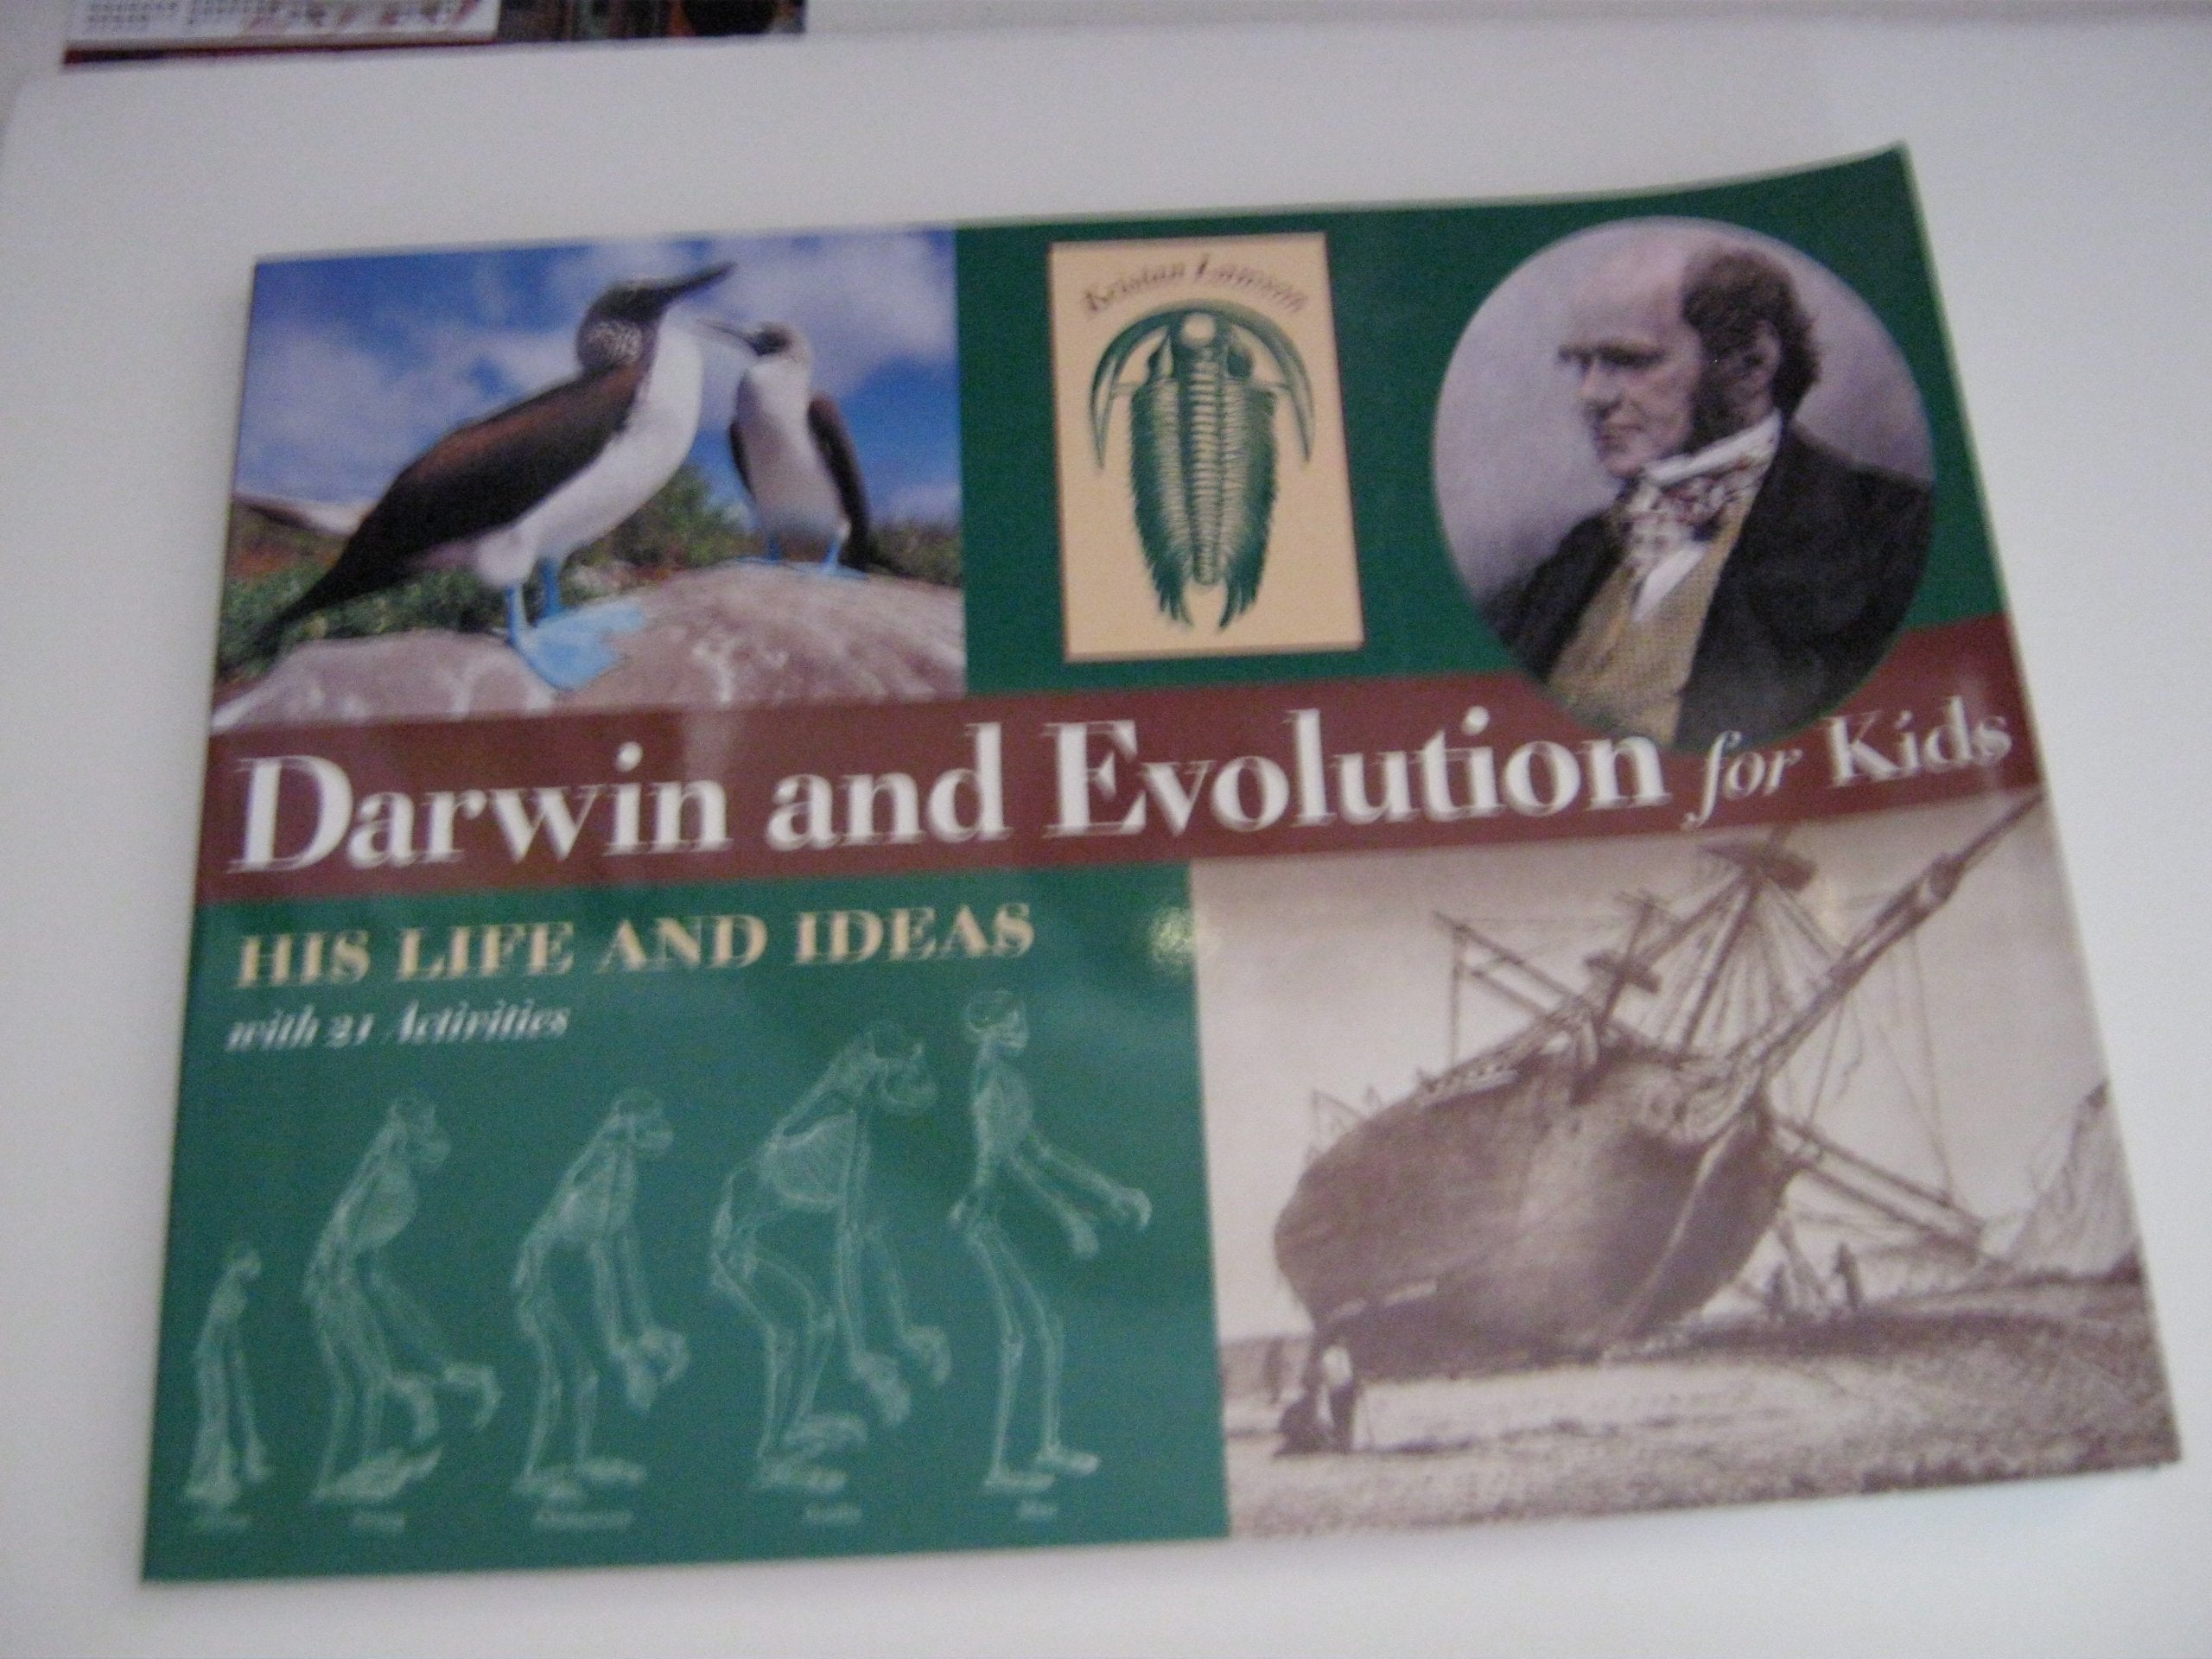 Kristan Lawson
Darwin and Evolution for Kids
HIS LIFE AND IDEAS
with 21 Activities